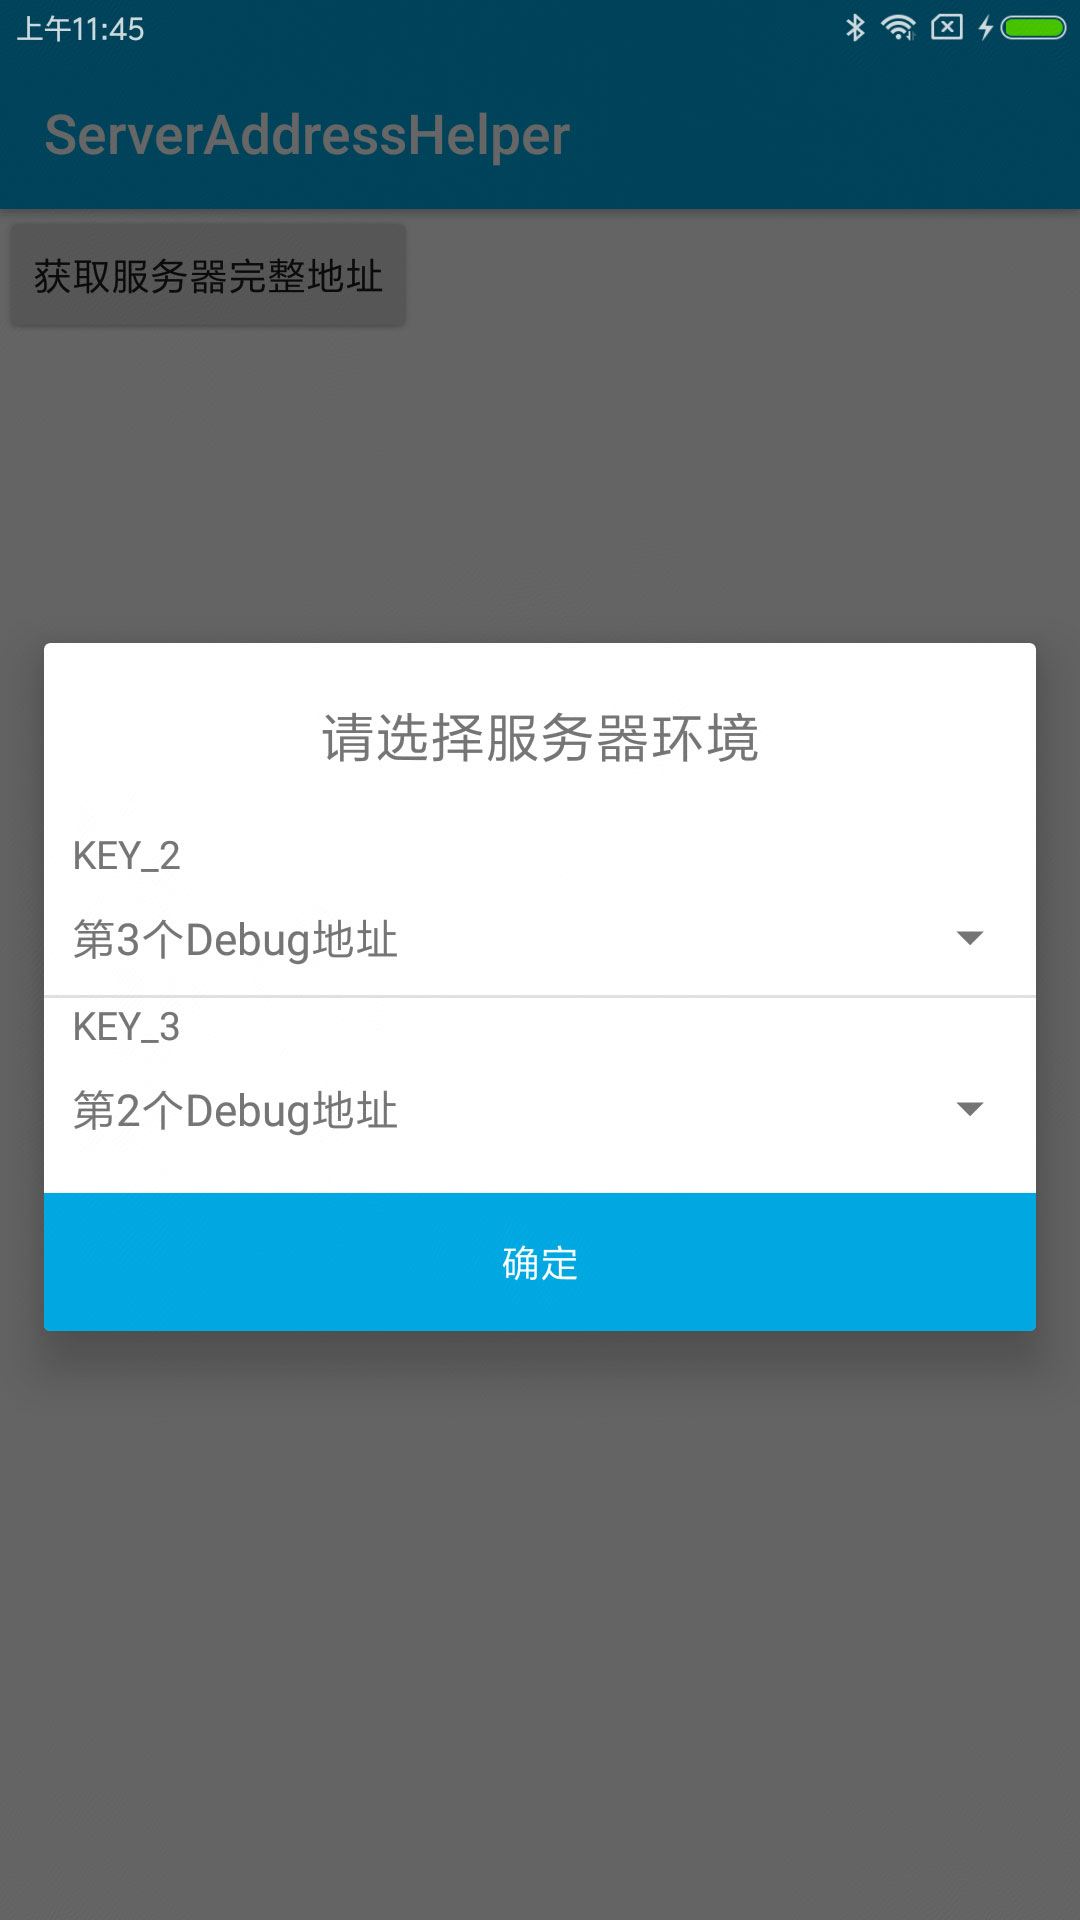 上午11:45
ServerAddressHelper
获取服务器完整地址
请选择服务器环境
KEY_2
第3个Debug地址
KEY_3
第2个Debug地址
确定